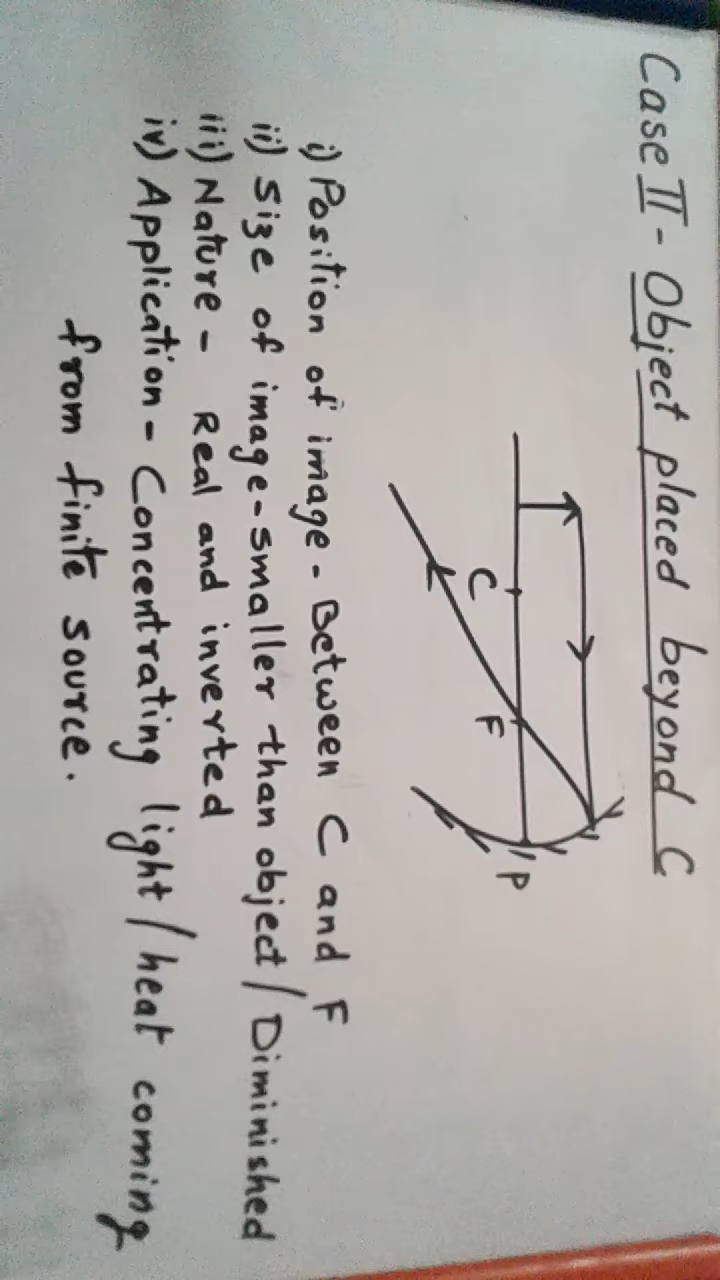 Case II - Object placed beyond C
C
F
P
i) Position of image - Between C and F
ii) Size of image - smaller than object / Diminished
iii) Nature - Real and inverted
iv) Application - Concentrating light / heat coming
from finite source.